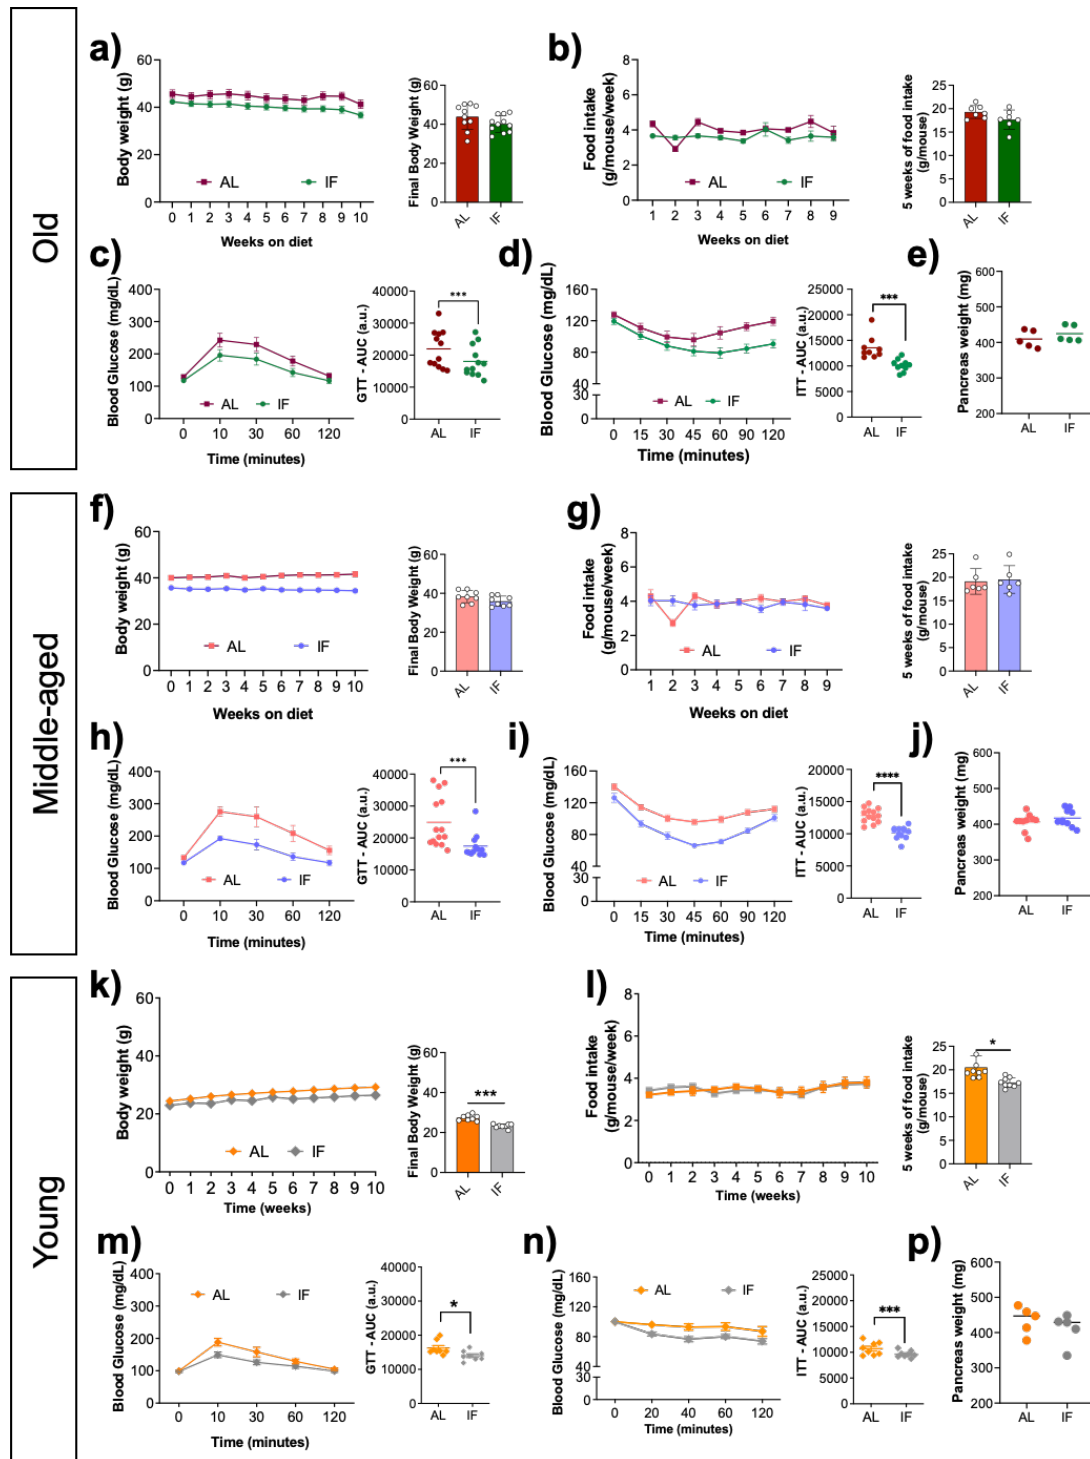 Old
a)
Body weight (g)
60
40
20
0
0 1 2 3 4 5 6 7 8 9 10
Weeks on diet
AL IF
Final Body Weight (g)
60
40
20
0
AL IF
b)
Food intake
(g/mouse/week)
8
6
4
2
0
1 2 3 4 5 6 7 8 9
Weeks on diet
AL IF
5 weeks of food intake
(g/mouse)
25
20
15
10
5
0
AL IF
c)
Blood Glucose (mg/dL)
400
300
200
100
0
0 10 30 60 120
Time (minutes)
AL IF
GTT - AUC (a.u.)
40000
30000
20000
10000
0
***
AL IF
d)
Blood Glucose (mg/dL)
160
120
80
40
30
0
0 15 30 45 60 90 120
Time (minutes)
AL IF
ITT - AUC (a.u.)
25000
20000
15000
10000
5000
0
***
AL IF
e)
Pancreas weight (mg)
600
400
200
AL IF
Middle-aged
f)
Body weight (g)
60
40
20
0
0 1 2 3 4 5 6 7 8 9 10
Weeks on diet
AL IF
Final Body Weight (g)
60
40
20
0
AL IF
g)
Food intake
(g/mouse/week)
8
6
4
2
0
1 2 3 4 5 6 7 8 9
Weeks on diet
AL IF
5 weeks of food intake
(g/mouse)
25
20
15
10
5
0
AL IF
h)
Blood Glucose (mg/dL)
400
300
200
100
0
0 10 30 60 120
Time (minutes)
AL IF
GTT - AUC (a.u.)
40000
30000
20000
10000
0
***
AL IF
i)
Blood Glucose (mg/dL)
160
120
80
40
30
0
0 15 30 45 60 90 120
Time (minutes)
AL IF
ITT - AUC (a.u.)
20000
15000
10000
5000
0
****
AL IF
j)
Pancreas weight (mg)
600
400
200
AL IF
Young
k)
Body weight (g)
60
40
20
0
0 1 2 3 4 5 6 7 8 9 10
Time (weeks)
AL IF
Final Body Weight (g)
60
40
20
0
***
AL IF
l)
Food intake
(g/mouse/week)
8
6
4
2
0
0 1 2 3 4 5 6 7 8 9 10
Time (weeks)
AL IF
5 weeks of food intake
(g/mouse)
25
20
15
10
5
0
*
AL IF
m)
Blood Glucose (mg/dL)
400
300
200
100
0
0 10 30 60 120
Time (minutes)
AL IF
GTT - AUC (a.u.)
40000
30000
20000
10000
0
*
AL IF
n)
Blood Glucose (mg/dL)
160
120
80
40
30
0
0 20 40 60 120
Time (minutes)
AL IF
ITT - AUC (a.u.)
25000
20000
15000
10000
5000
0
***
AL IF
p)
Pancreas weight (mg)
600
400
200
AL IF